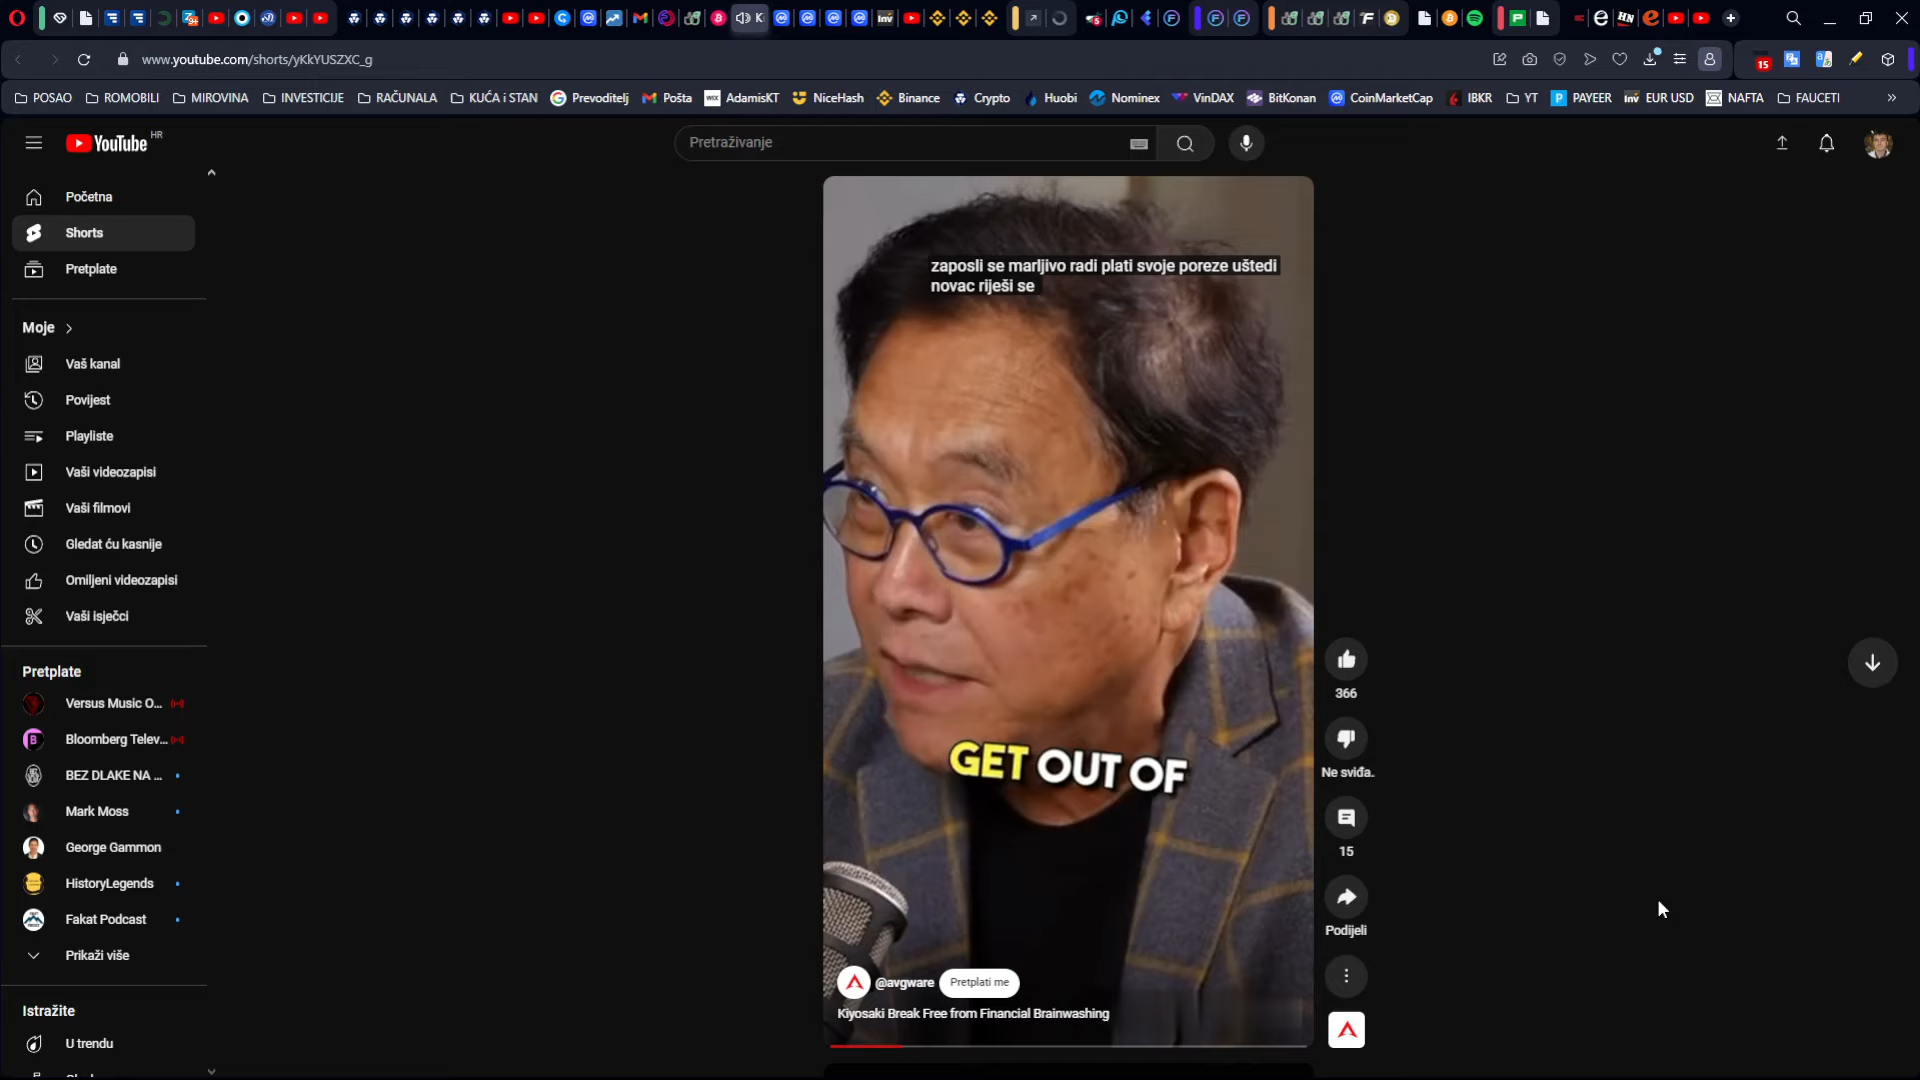 K
Inv
HN
www.youtube.com/shorts/yKkYUSZXC_g
15
POSAO
ROMOBILI
MIROVINA
INVESTICIJE
RAČUNALA
KUĆA i STAN
Prevoditelj
Pošta
WIX AdamisKT
NiceHash
Binance
Crypto
Huobi
Nominex
VinDAX
BitKonan
CoinMarketCap
IBKR
YT
PAYEER
Inv EUR USD
NAFTA
FAUCETI
YouTube HR
Pretraživanje
Početna
Shorts
Pretplate
Moje
Vaš kanal
Povijest
Playliste
Vaši videozapisi
Vaši filmovi
Gledat ću kasnije
Omiljeni videozapisi
Vaši isječci
Pretplate
Versus Music O...
Bloomberg Telev...
BEZ DLAKE NA ...
Mark Moss
George Gammon
HistoryLegends
Fakat Podcast
Prikaži više
Istražite
U trendu
zaposli se marljivo radi plati svoje poreze uštedi
novac riješi se
GET OUT OF
@avgware
Pretplati me
Kiyosaki Break Free from Financial Brainwashing
366
Ne sviđa.
15
Podijeli